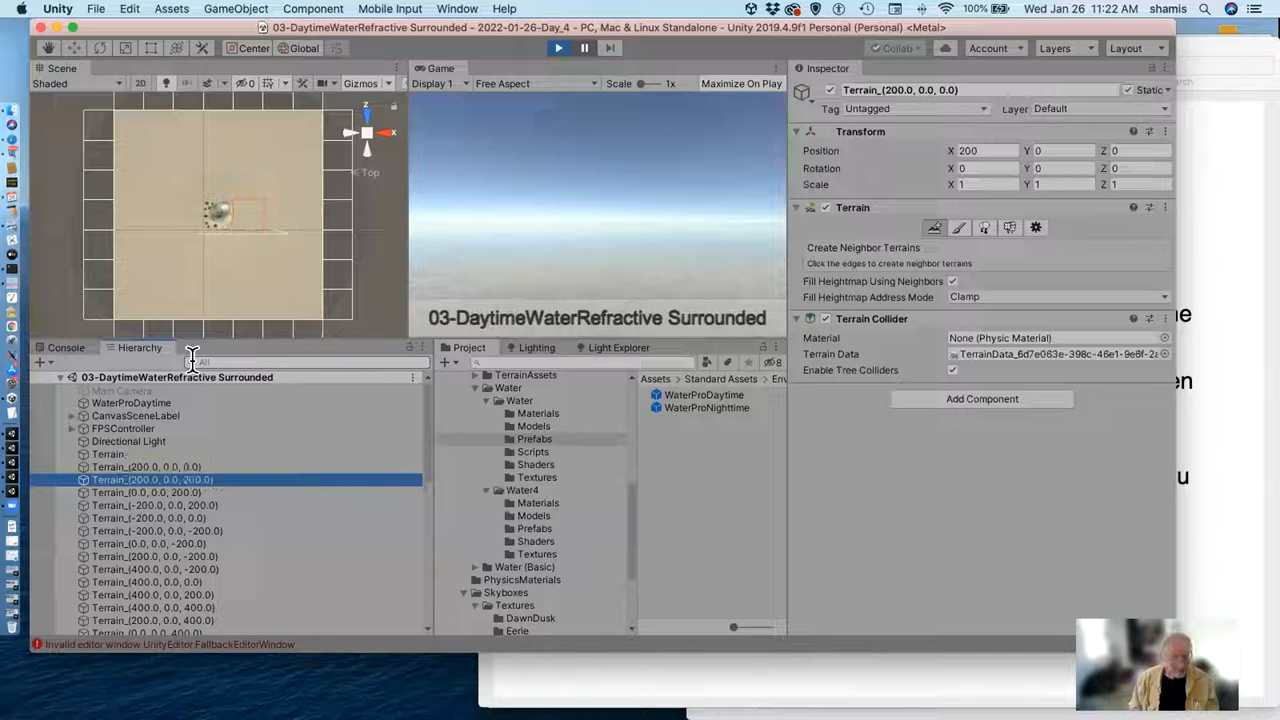 Unity File Edit Assets GameObject Component Mobile Input Window Help 100% Wed Jan 26 11:22 AM shamis
03-DaytimeWaterRefractive Surrounded - 2022-01-26-Day_4 - PC, Mac & Linux Standalone - Unity 2019.4.9f1 Personal (Personal) <Metal>
Center Global Collab Account Layers Layout
Scene Game Inspector
Shaded 2D 0 Gizmos Display 1 Free Aspect Scale 1x Maximize On Play
Terrain_(200.0, 0.0, 0.0) Static
Tag Untagged Layer Default
z
x
Top
Transform
Position X 200 Y 0 Z 0
Rotation X 0 Y 0 Z 0
Scale X 1 Y 1 Z 1
Terrain
Create Neighbor Terrains
Click the edges to create neighbor terrains
Fill Heightmap Using Neighbors
Fill Heightmap Address Mode Clamp
03-DaytimeWaterRefractive Surrounded
Terrain Collider
Material None (Physic Material)
Enable Tree Colliders
Add Component
Console Hierarchy Project Lighting Light Explorer
All 8
03-DaytimeWaterRefractive Surrounded
Main Camera
WaterProDaytime
CanvasSceneLabel
FPSController
Directional Light
Terrain
Terrain_(200.0, 0.0, 0.0)
Terrain_(200.0, 0.0, 200.0)
Terrain_(0.0, 0.0, 200.0)
Terrain_(-200.0, 0.0, 200.0)
Terrain_(-200.0, 0.0, 0.0)
Terrain_(-200.0, 0.0, -200.0)
Terrain_(0.0, 0.0, -200.0)
Terrain_(200.0, 0.0, -200.0)
Terrain_(400.0, 0.0, -200.0)
Terrain_(400.0, 0.0, 0.0)
Terrain_(400.0, 0.0, 200.0)
Terrain_(400.0, 0.0, 400.0)
Terrain_(200.0, 0.0, 400.0)
Terrain_(0.0, 0.0, 400.0)
TerrainAssets
Water
Water
Materials
Models
Prefabs
Scripts
Shaders
Textures
Water4
Materials
Models
Prefabs
Shaders
Textures
Water (Basic)
PhysicsMaterials
Skyboxes
Textures
DawnDusk
Eerie
Assets Standard Assets Env
WaterProDaytime
WaterProNighttime
Invalid editor window UnityEditor.FallbackEditorWindow
ne
en
u